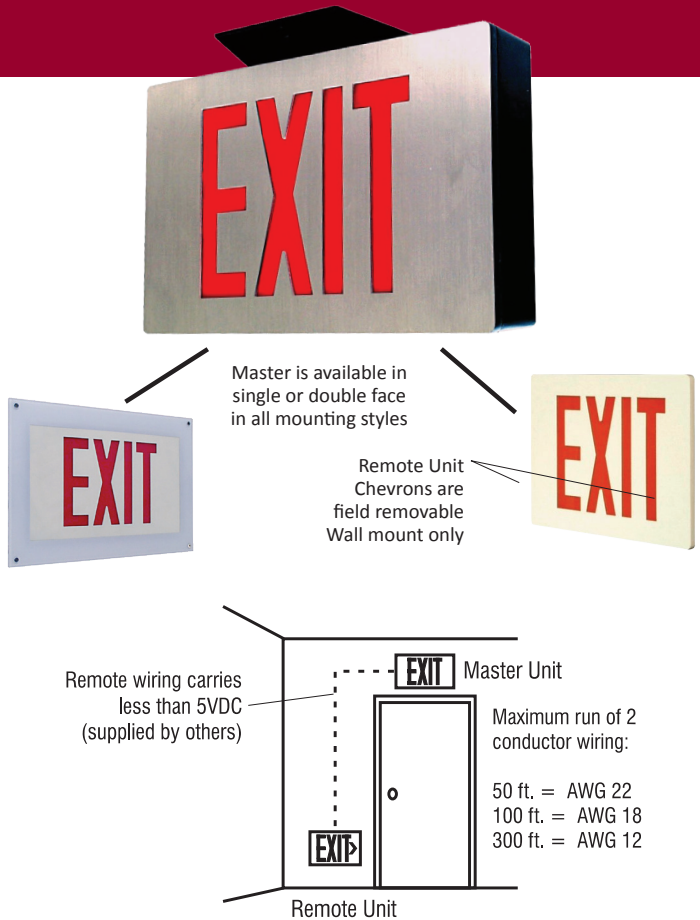 EXIT
Master is available in
single or double face
in all mounting styles
EXIT
Remote Unit
Chevrons are
field removable
Wall mount only
EXIT
Remote wiring carries
less than 5VDC
(supplied by others)
EXIT
Master Unit
Maximum run of 2
conductor wiring:
50 ft. = AWG 22
100 ft. = AWG 18
300 ft. = AWG 12
EXIT>
Remote Unit